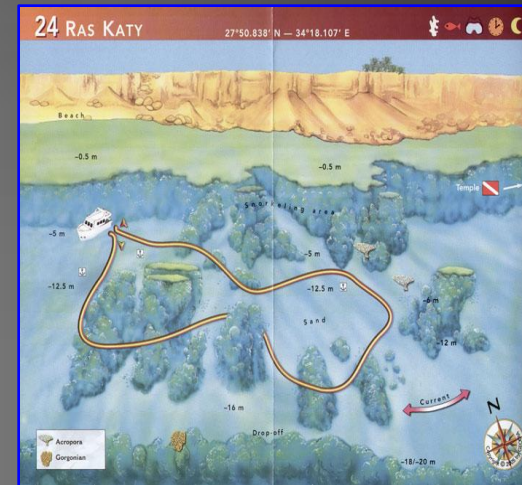 24 RAS KATY
27°50.838' N — 34°18.107' E
Beach
-0.5 m
-0.5 m
Temple
Snorkeling area
-5 m
-5 m
-12.5 m
-12.5 m
-6 m
Sand
-12 m
Current
N
-16 m
Drop-off
Acropora
Gorgonian
-18/-20 m